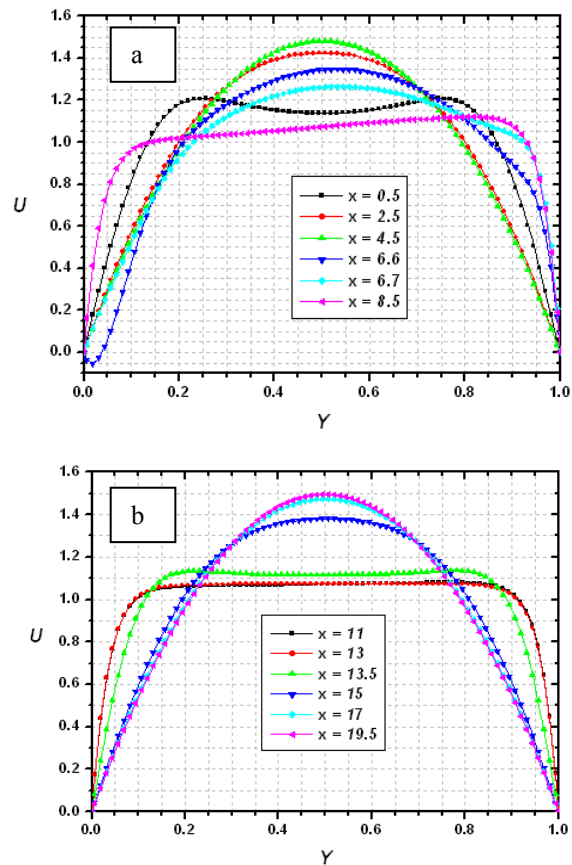 1.6
a
1.4
1.2
1.0
U
0.8
0.6
0.4
0.2
0.0
x = 0.5
x = 2.5
x = 4.5
x = 6.6
x = 6.7
x = 8.5
0.0 0.2 0.4 0.6 0.8 1.0
Y
1.6
b
1.4
1.2
1.0
U
0.8
0.6
0.4
0.2
0.0
x = 11
x = 13
x = 13.5
x = 15
x = 17
x = 19.5
0.0 0.2 0.4 0.6 0.8 1.0
Y